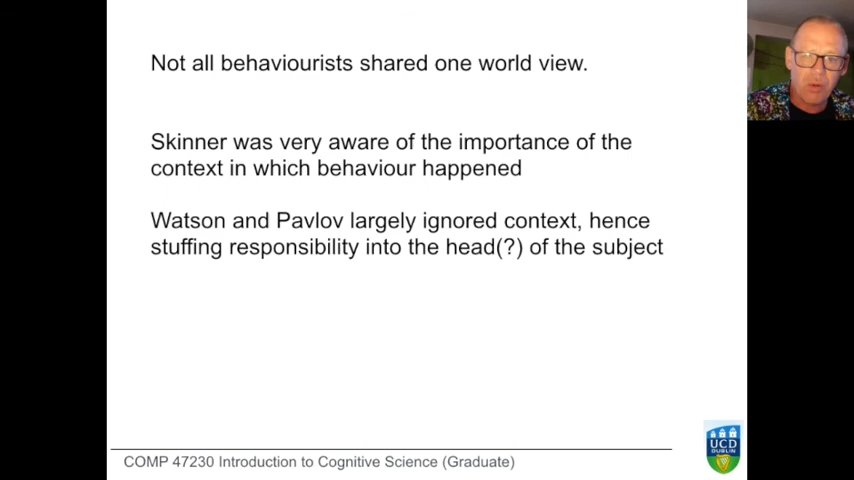 Not all behaviourists shared one world view.
Skinner was very aware of the importance of the
context in which behaviour happened
Watson and Pavlov largely ignored context, hence
stuffing responsibility into the head(?) of the subject
COMP 47230 Introduction to Cognitive Science (Graduate)
UCD
DUBLIN